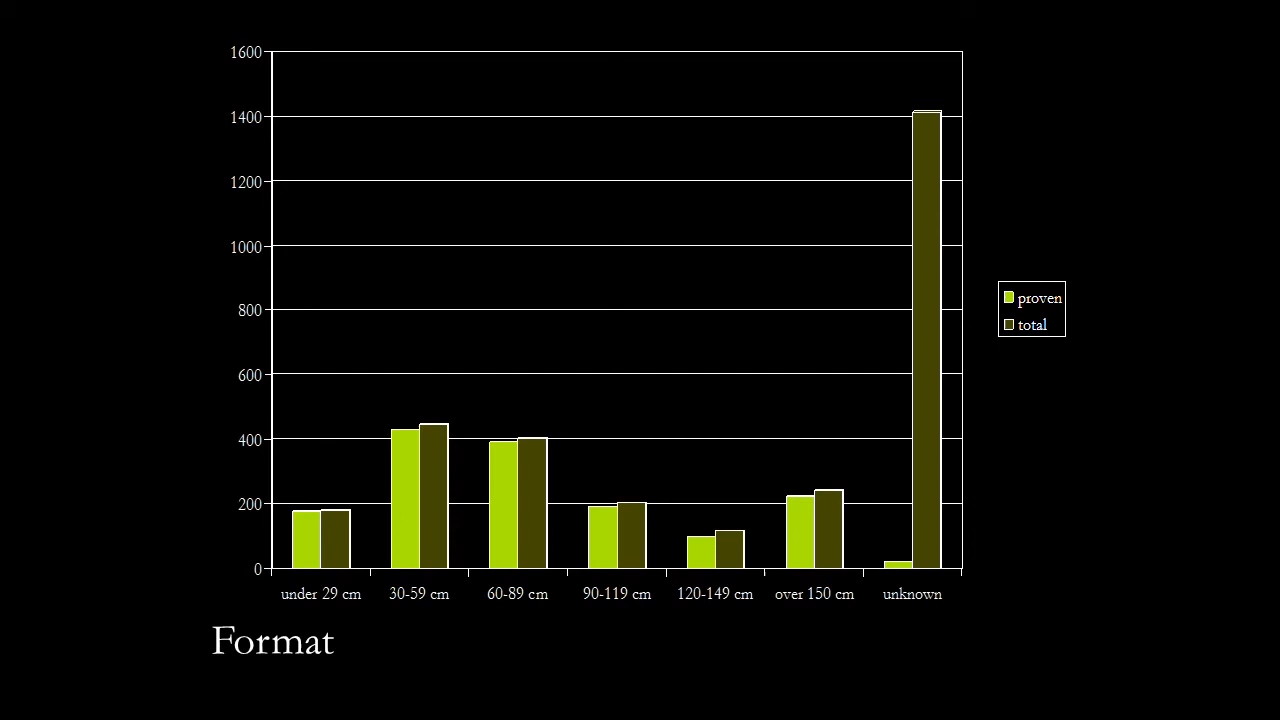 1600
1400
1200
1000
800
600
400
200
0
under 29 cm 30-59 cm 60-89 cm 90-119 cm 120-149 cm over 150 cm unknown
proven
total
Format